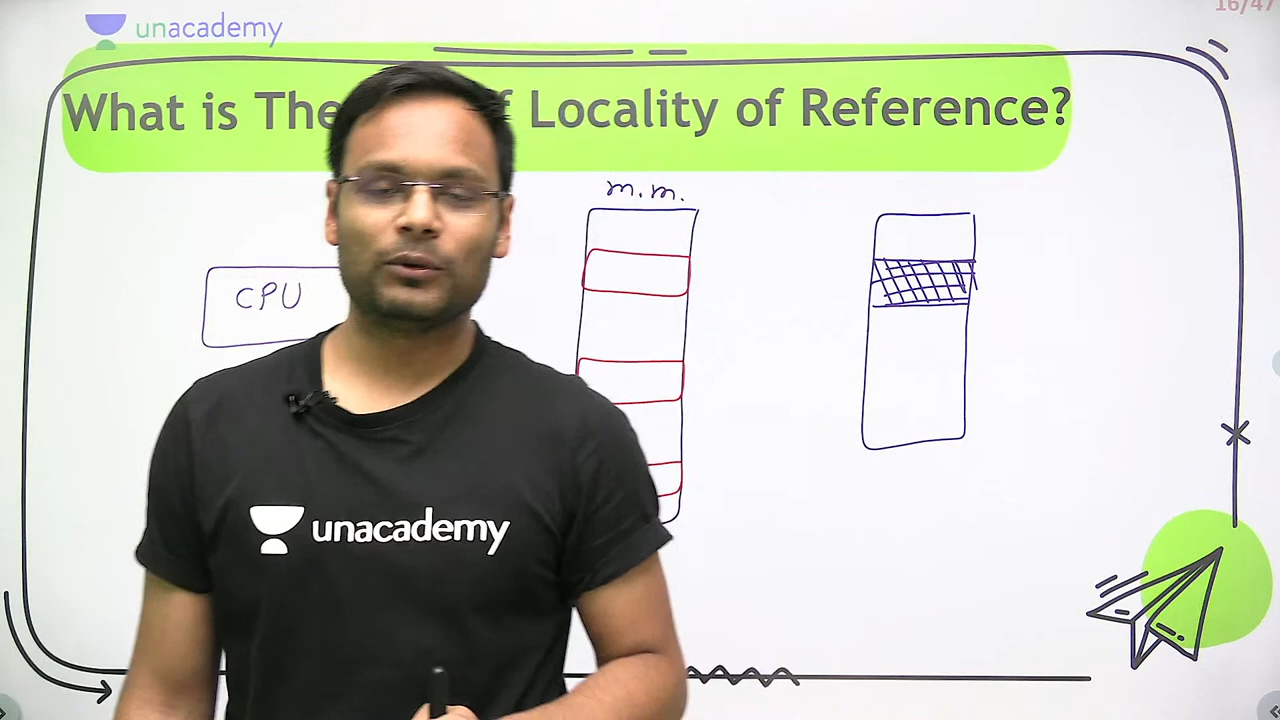 16/47
unacademy
What is The f Locality of Reference?
m.m.
CPU
unacademy